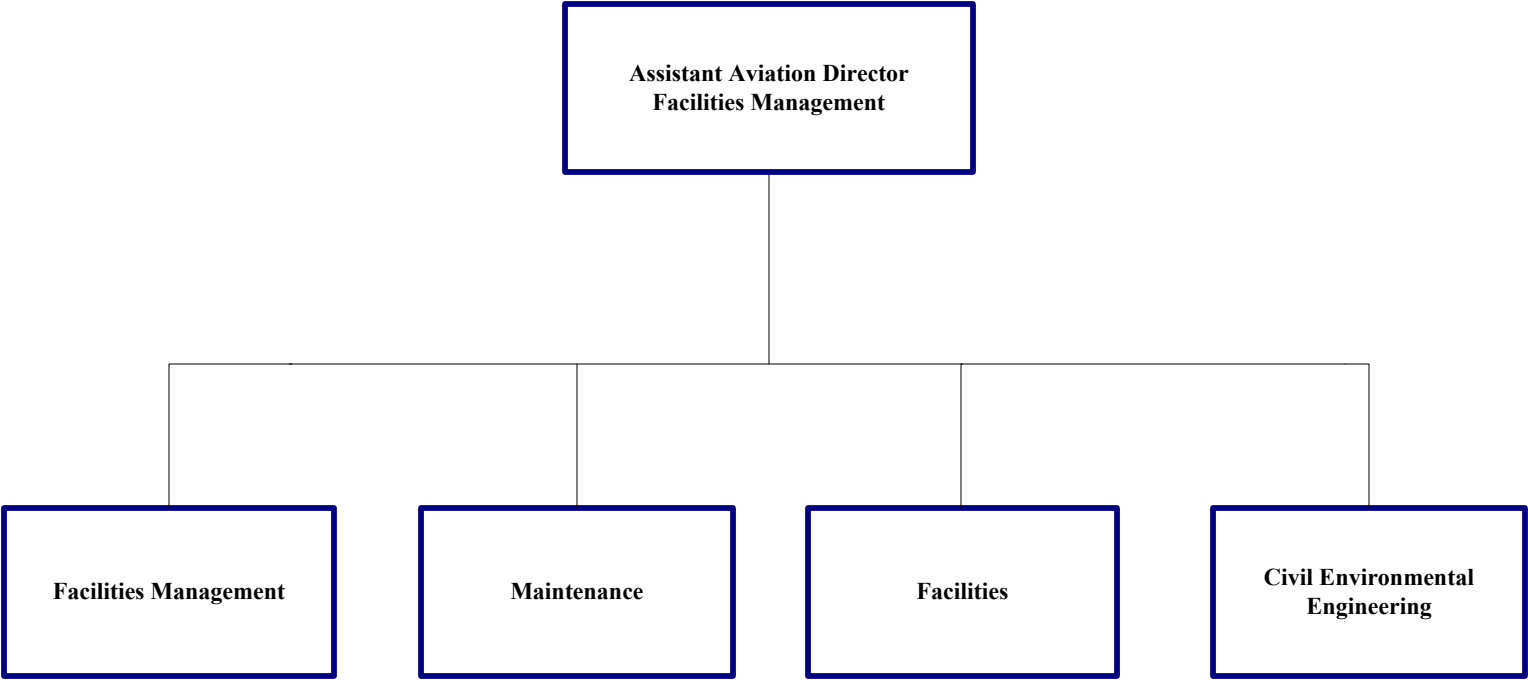 Assistant Aviation Director
Facilities Management
Facilities Management
Maintenance
Facilities
Civil Environmental
Engineering